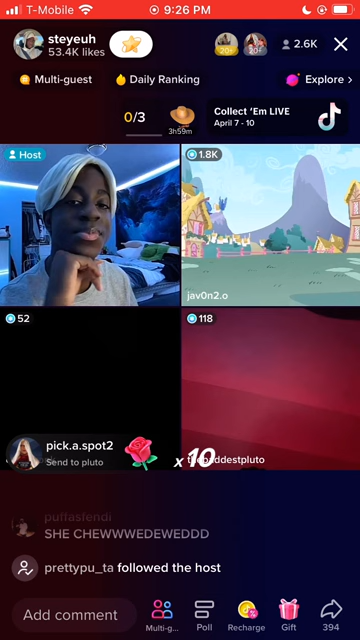 T-Mobile
9:26 PM
steyeuh
53.4K likes
20+
20+
2.6K
Multi-guest
Daily Ranking
Explore >
0/3
3h59m
Collect 'Em LIVE
April 7 - 10
Host
1.8K
jav0n2.o
52
118
pick.a.spot2
Send to pluto
x 10
puffasfendi
SHE CHEWWWEDEWEDDD
prettypu_ta followed the host
Add comment
Multi-g...
Poll
Recharge
Gift
394